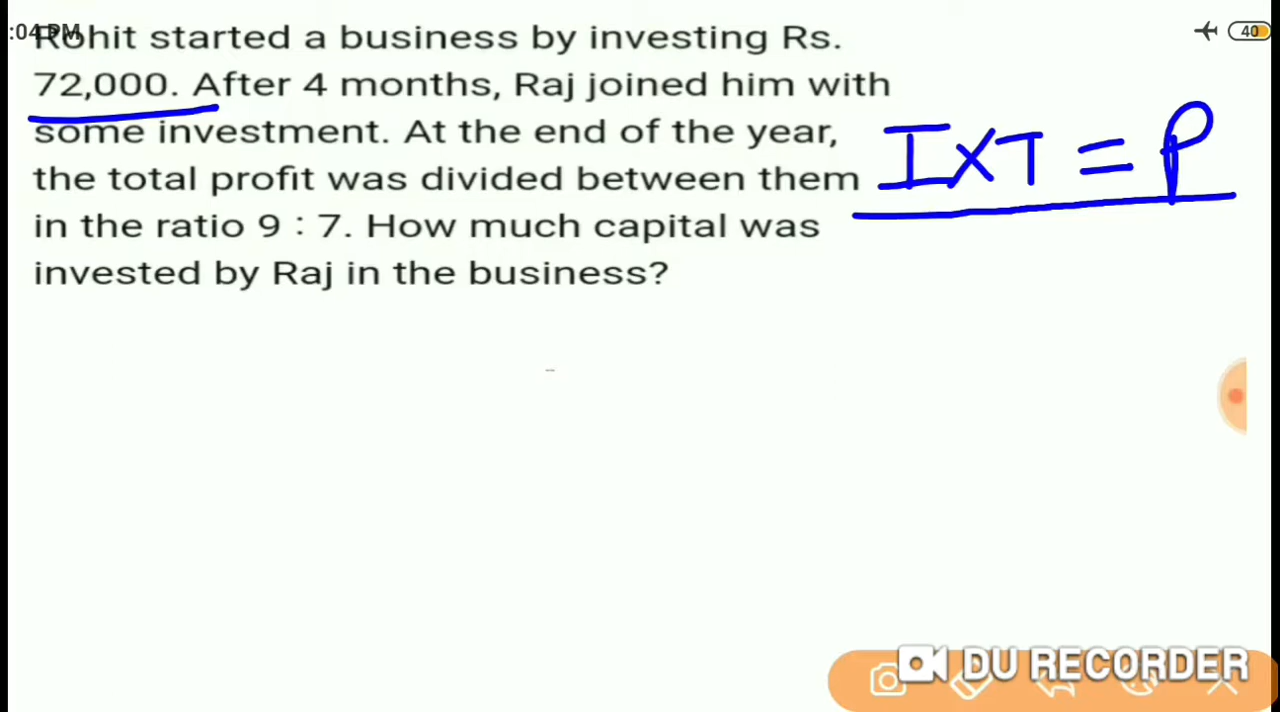 :04 PM
40
Rohit started a business by investing Rs.
72,000. After 4 months, Raj joined him with
some investment. At the end of the year,
the total profit was divided between them
in the ratio 9 : 7. How much capital was
invested by Raj in the business?
I×T = P
DU RECORDER